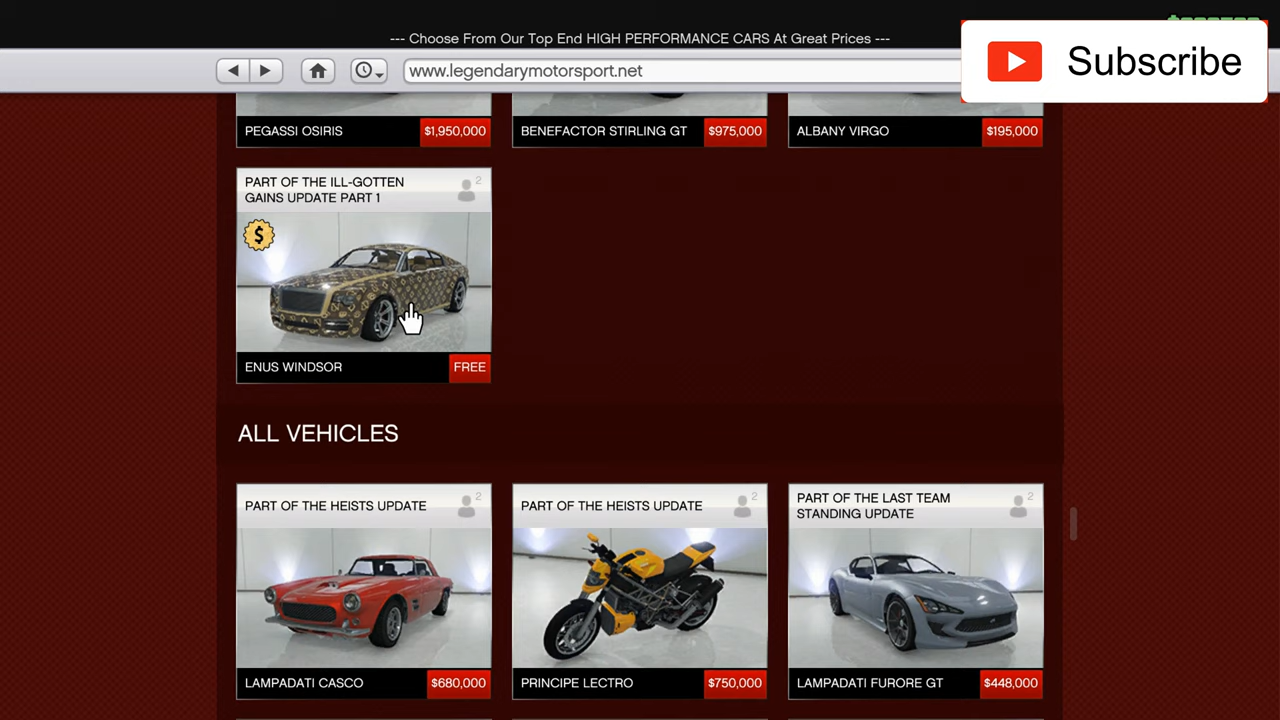 --- Choose From Our Top End HIGH PERFORMANCE CARS At Great Prices ---
www.legendarymotorsport.net
Subscribe
PEGASSI OSIRIS $1,950,000
BENEFACTOR STIRLING GT $975,000
ALBANY VIRGO $195,000
PART OF THE ILL-GOTTEN
GAINS UPDATE PART 1
2
$
ENUS WINDSOR FREE
ALL VEHICLES
PART OF THE HEISTS UPDATE 2
PART OF THE HEISTS UPDATE 2
PART OF THE LAST TEAM
STANDING UPDATE
2
LAMPADATI CASCO $680,000
PRINCIPE LECTRO $750,000
LAMPADATI FURORE GT $448,000